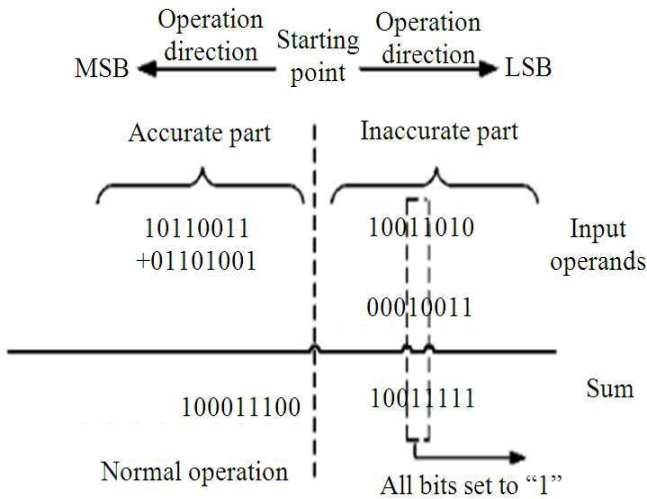 Operation direction
Starting point
Operation direction
MSB
LSB
Accurate part
Inaccurate part
10110011
+01101001
10011010
00010011
Input operands
100011100
10011111
Sum
Normal operation
All bits set to “1”